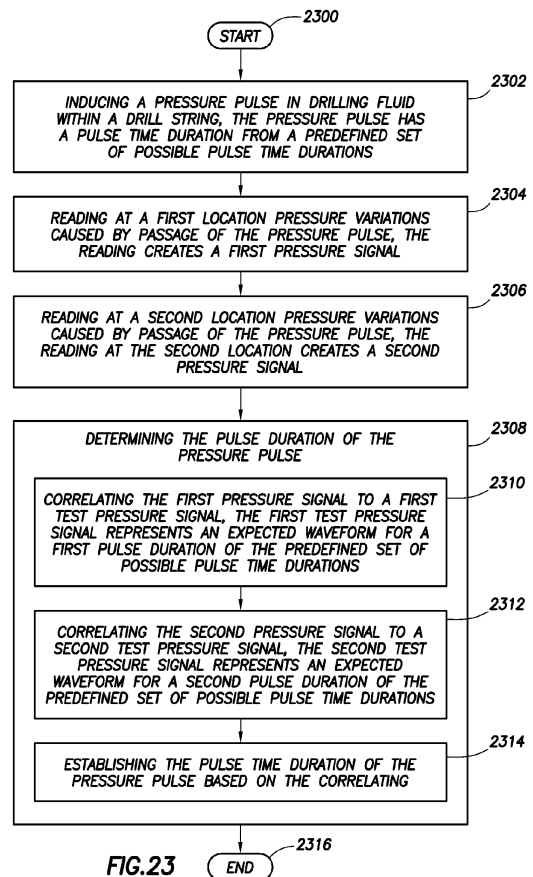 START
2300
2302
INDUCING A PRESSURE PULSE IN DRILLING FLUID
WITHIN A DRILL STRING, THE PRESSURE PULSE HAS
A PULSE TIME DURATION FROM A PREDEFINED SET
OF POSSIBLE PULSE TIME DURATIONS
2304
READING AT A FIRST LOCATION PRESSURE VARIATIONS
CAUSED BY PASSAGE OF THE PRESSURE PULSE, THE
READING CREATES A FIRST PRESSURE SIGNAL
2306
READING AT A SECOND LOCATION PRESSURE VARIATIONS
CAUSED BY PASSAGE OF THE PRESSURE PULSE, THE
READING AT THE SECOND LOCATION CREATES A SECOND
PRESSURE SIGNAL
2308
DETERMINING THE PULSE DURATION OF THE
PRESSURE PULSE
2310
CORRELATING THE FIRST PRESSURE SIGNAL TO A FIRST
TEST PRESSURE SIGNAL, THE FIRST TEST PRESSURE
SIGNAL REPRESENTS AN EXPECTED WAVEFORM FOR A
FIRST PULSE DURATION OF THE PREDEFINED SET OF
POSSIBLE PULSE TIME DURATIONS
2312
CORRELATING THE SECOND PRESSURE SIGNAL TO A
SECOND TEST PRESSURE SIGNAL, THE SECOND TEST
PRESSURE SIGNAL REPRESENTS AN EXPECTED
WAVEFORM FOR A SECOND PULSE DURATION OF THE
PREDEFINED SET OF POSSIBLE PULSE TIME DURATIONS
2314
ESTABLISHING THE PULSE TIME DURATION OF THE
PRESSURE PULSE BASED ON THE CORRELATING
2316
FIG.23
END